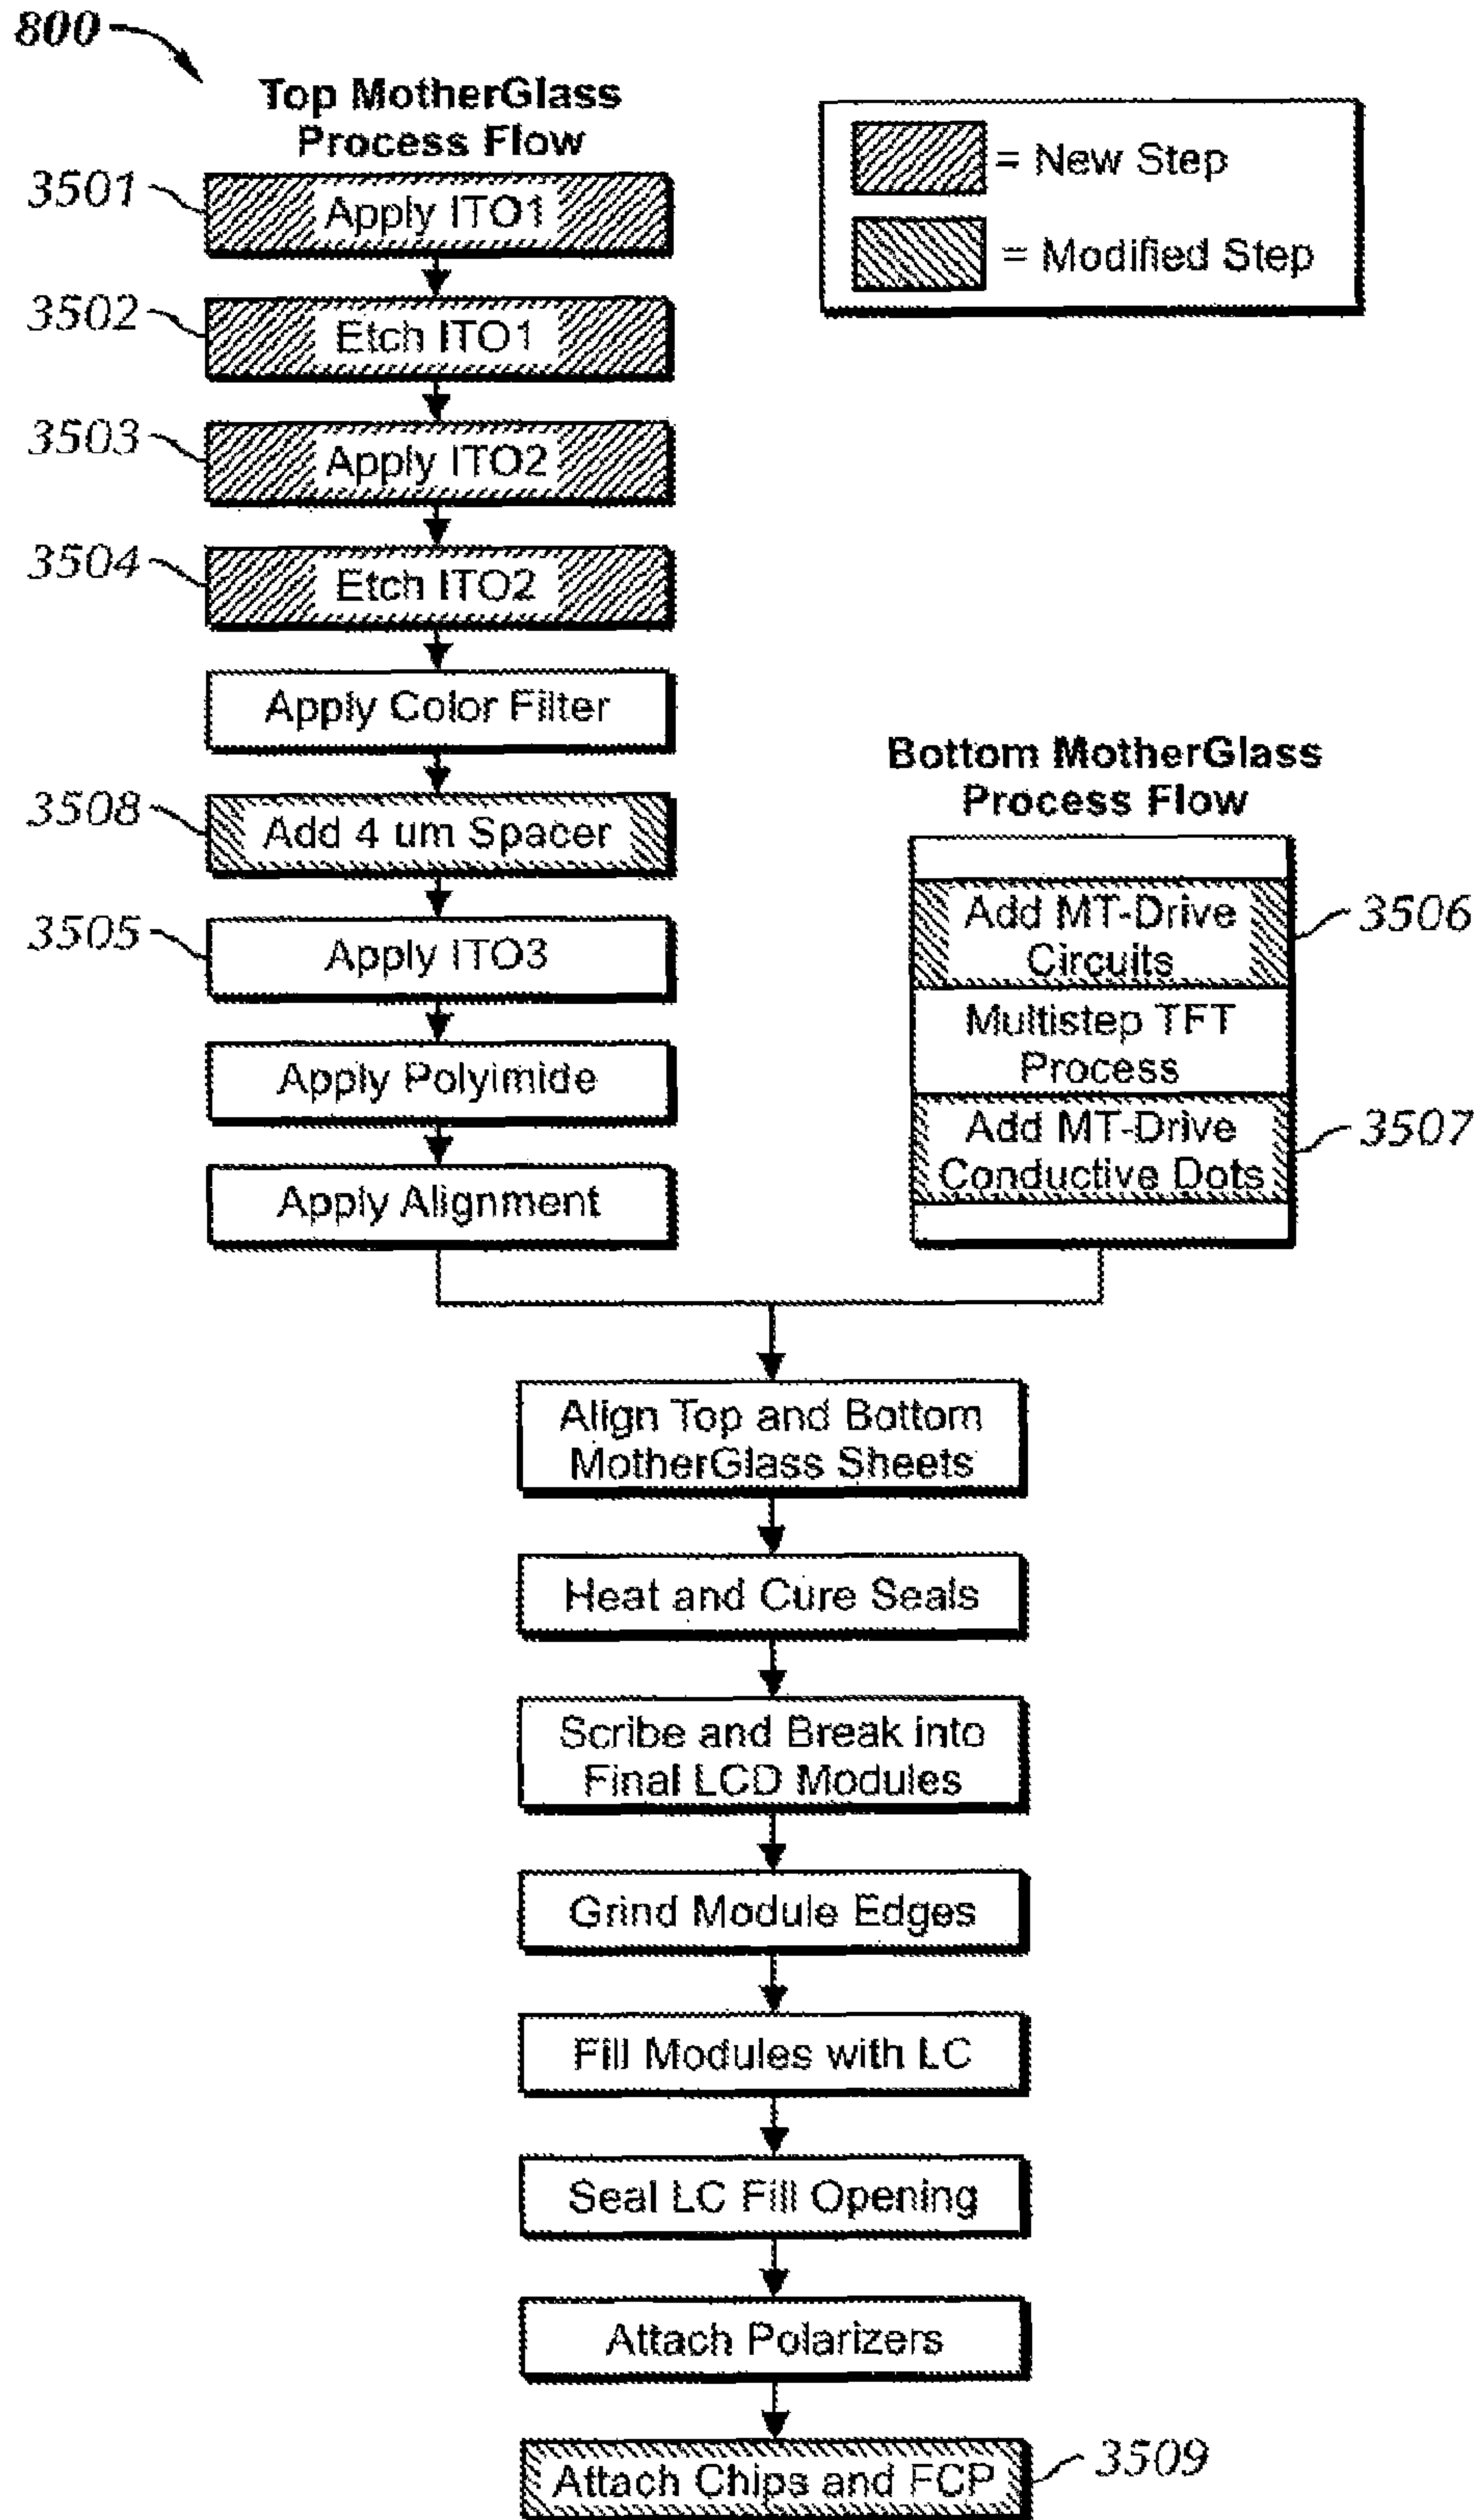 800
Top MotherGlass
Process Flow
= New Step
= Modified Step
3501
Apply ITO1
3502
Etch ITO1
3503
Apply ITO2
3504
Etch ITO2
Apply Color Filter
3508
Add 4 um Spacer
3505
Apply ITO3
Apply Polyimide
Apply Alignment
Bottom MotherGlass
Process Flow
Add MT-Drive
Circuits
3506
Multistep TFT
Process
Add MT-Drive
Conductive Dots
3507
Align Top and Bottom
MotherGlass Sheets
Heat and Cure Seals
Scribe and Break into
Final LCD Modules
Grind Module Edges
Fill Modules with LC
Seal LC Fill Opening
Attach Polarizers
Attach Chips and FCP
3509